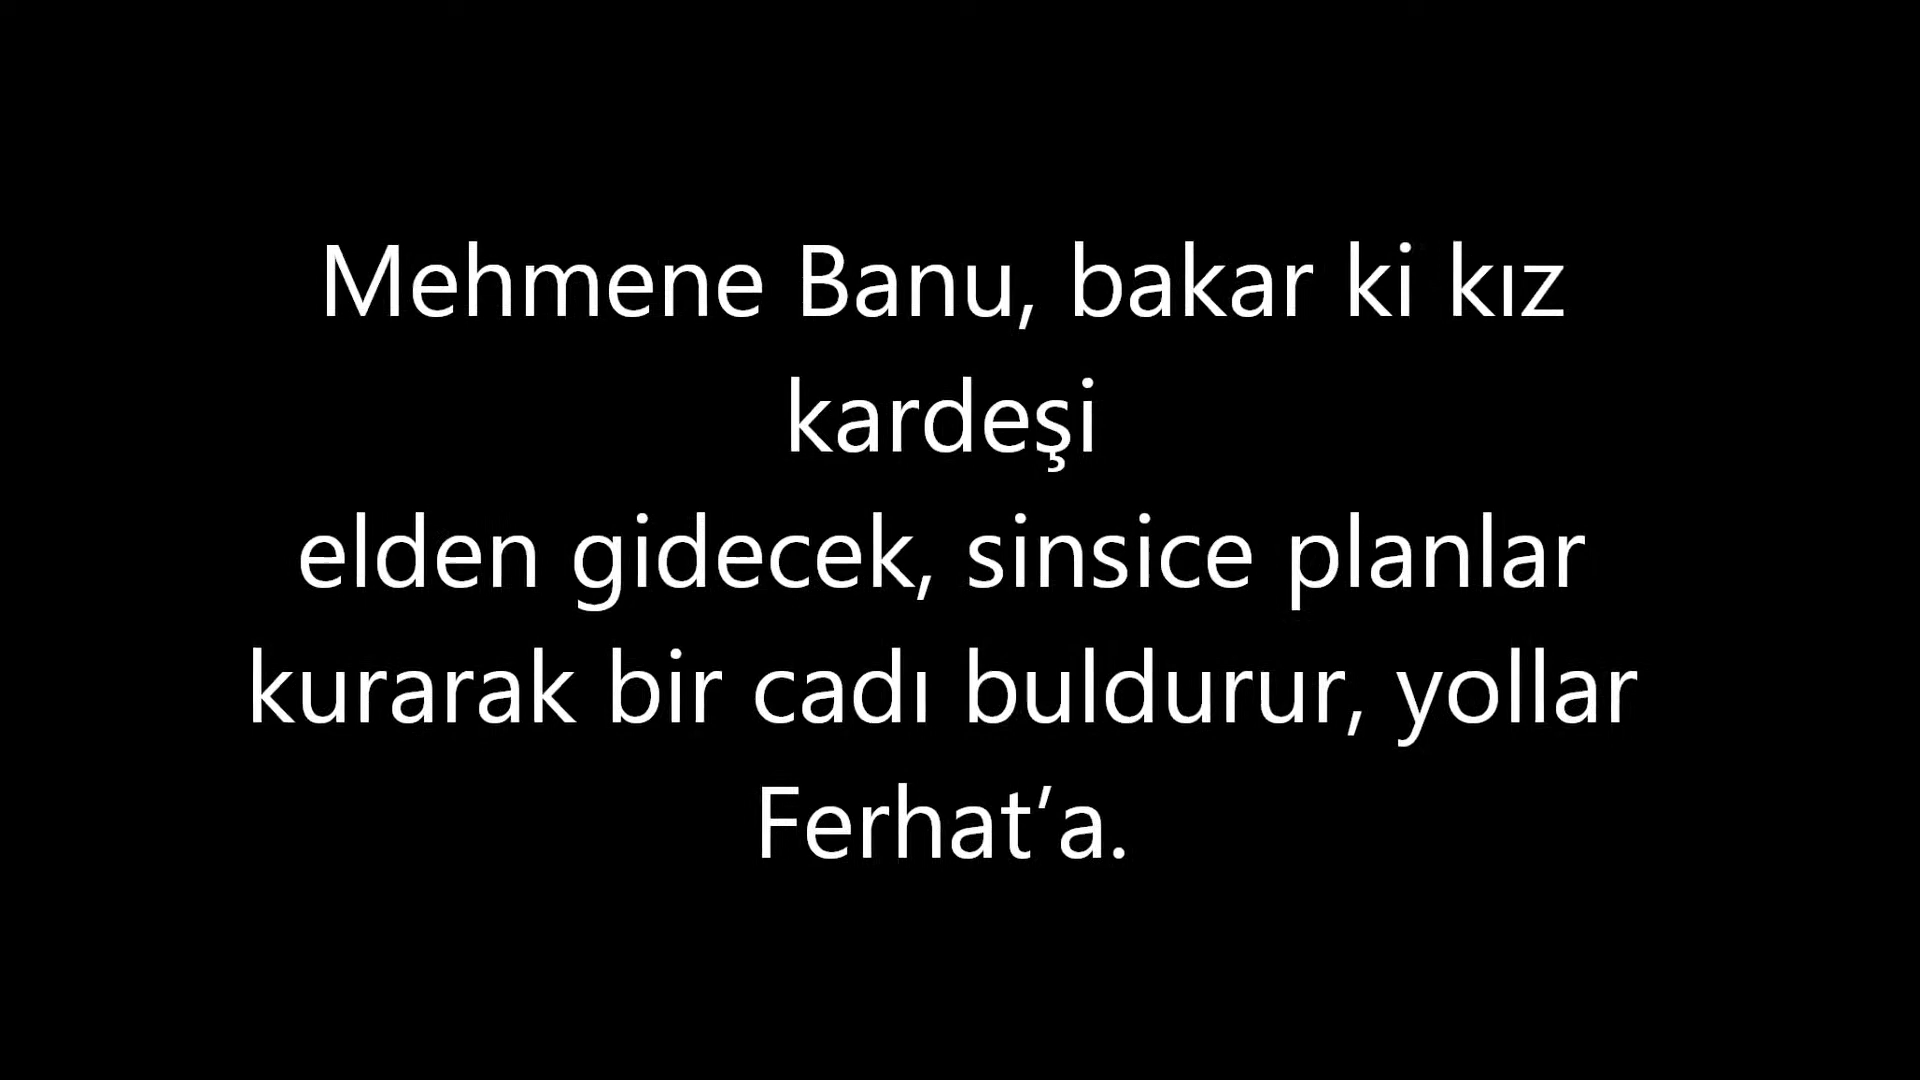 Mehmene Banu, bakar ki kız
kardeşi
elden gidecek, sinsice planlar
kurarak bir cadı buldurur, yollar
Ferhat’a.